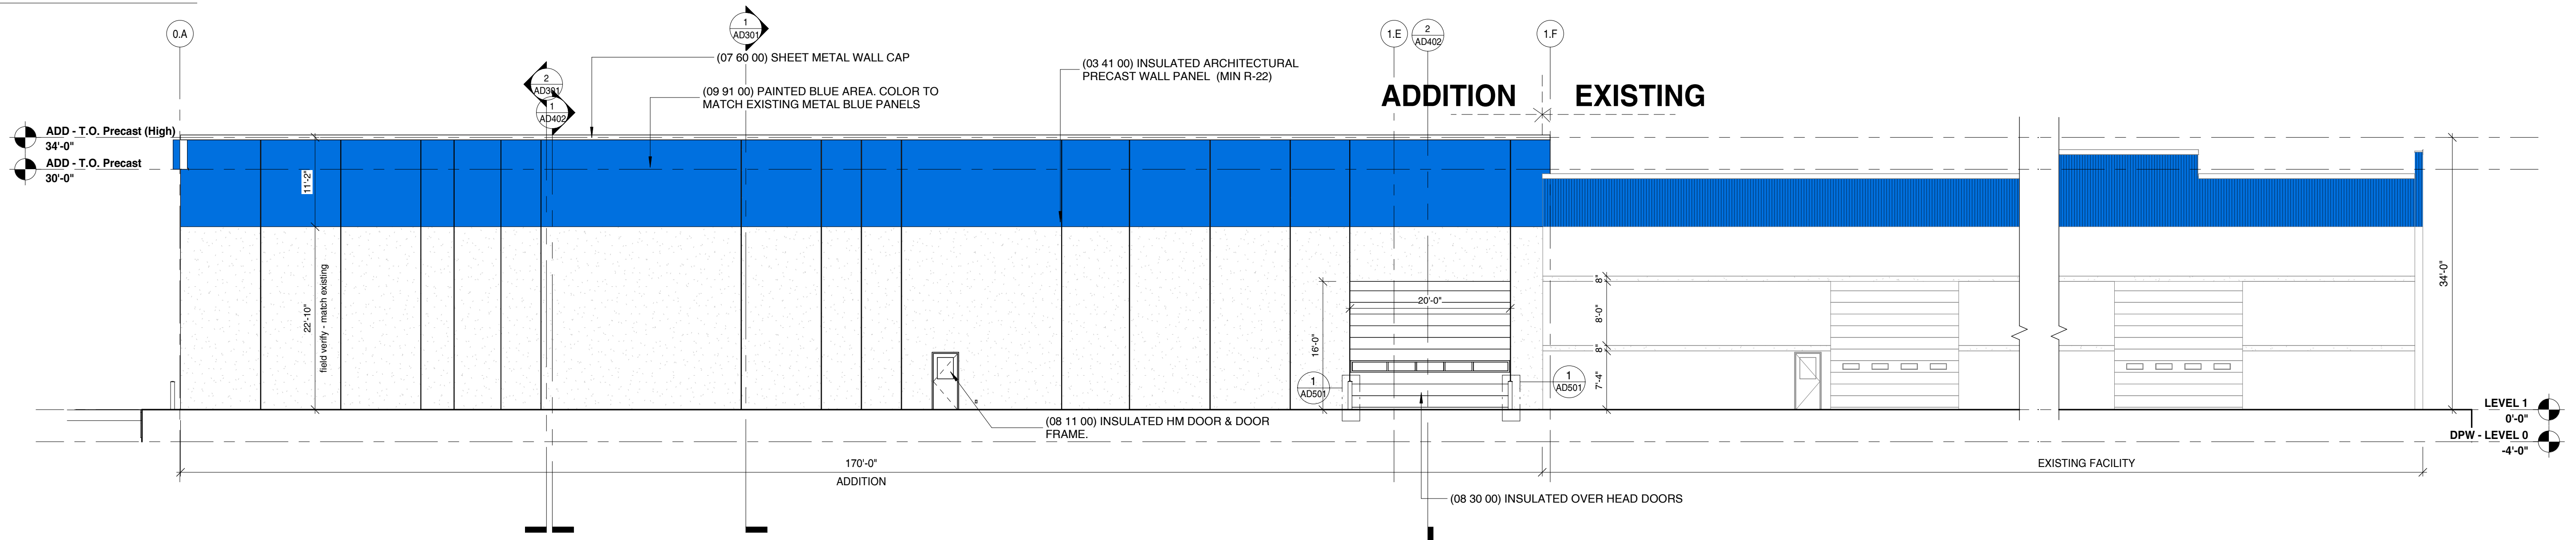 0.A
1
AD301
1.E
2
AD402
1.F
(07 60 00) SHEET METAL WALL CAP
(03 41 00) INSULATED ARCHITECTURAL
PRECAST WALL PANEL  (MIN R-22)
2
AD301
1
AD402
(09 91 00) PAINTED BLUE AREA. COLOR TO
MATCH EXISTING METAL BLUE PANELS
ADDITION
EXISTING
ADD - T.O. Precast (High)
34'-0"
ADD - T.O. Precast
30'-0"
11'-2"
22'-10"
field verify - match existing
20'-0"
16'-0"
8"
8'-0"
8"
7'-4"
34'-0"
1
AD501
1
AD501
LEVEL 1
0'-0"
DPW - LEVEL 0
-4'-0"
(08 11 00) INSULATED HM DOOR & DOOR
FRAME.
170'-0"
ADDITION
EXISTING FACILITY
(08 30 00) INSULATED OVER HEAD DOORS